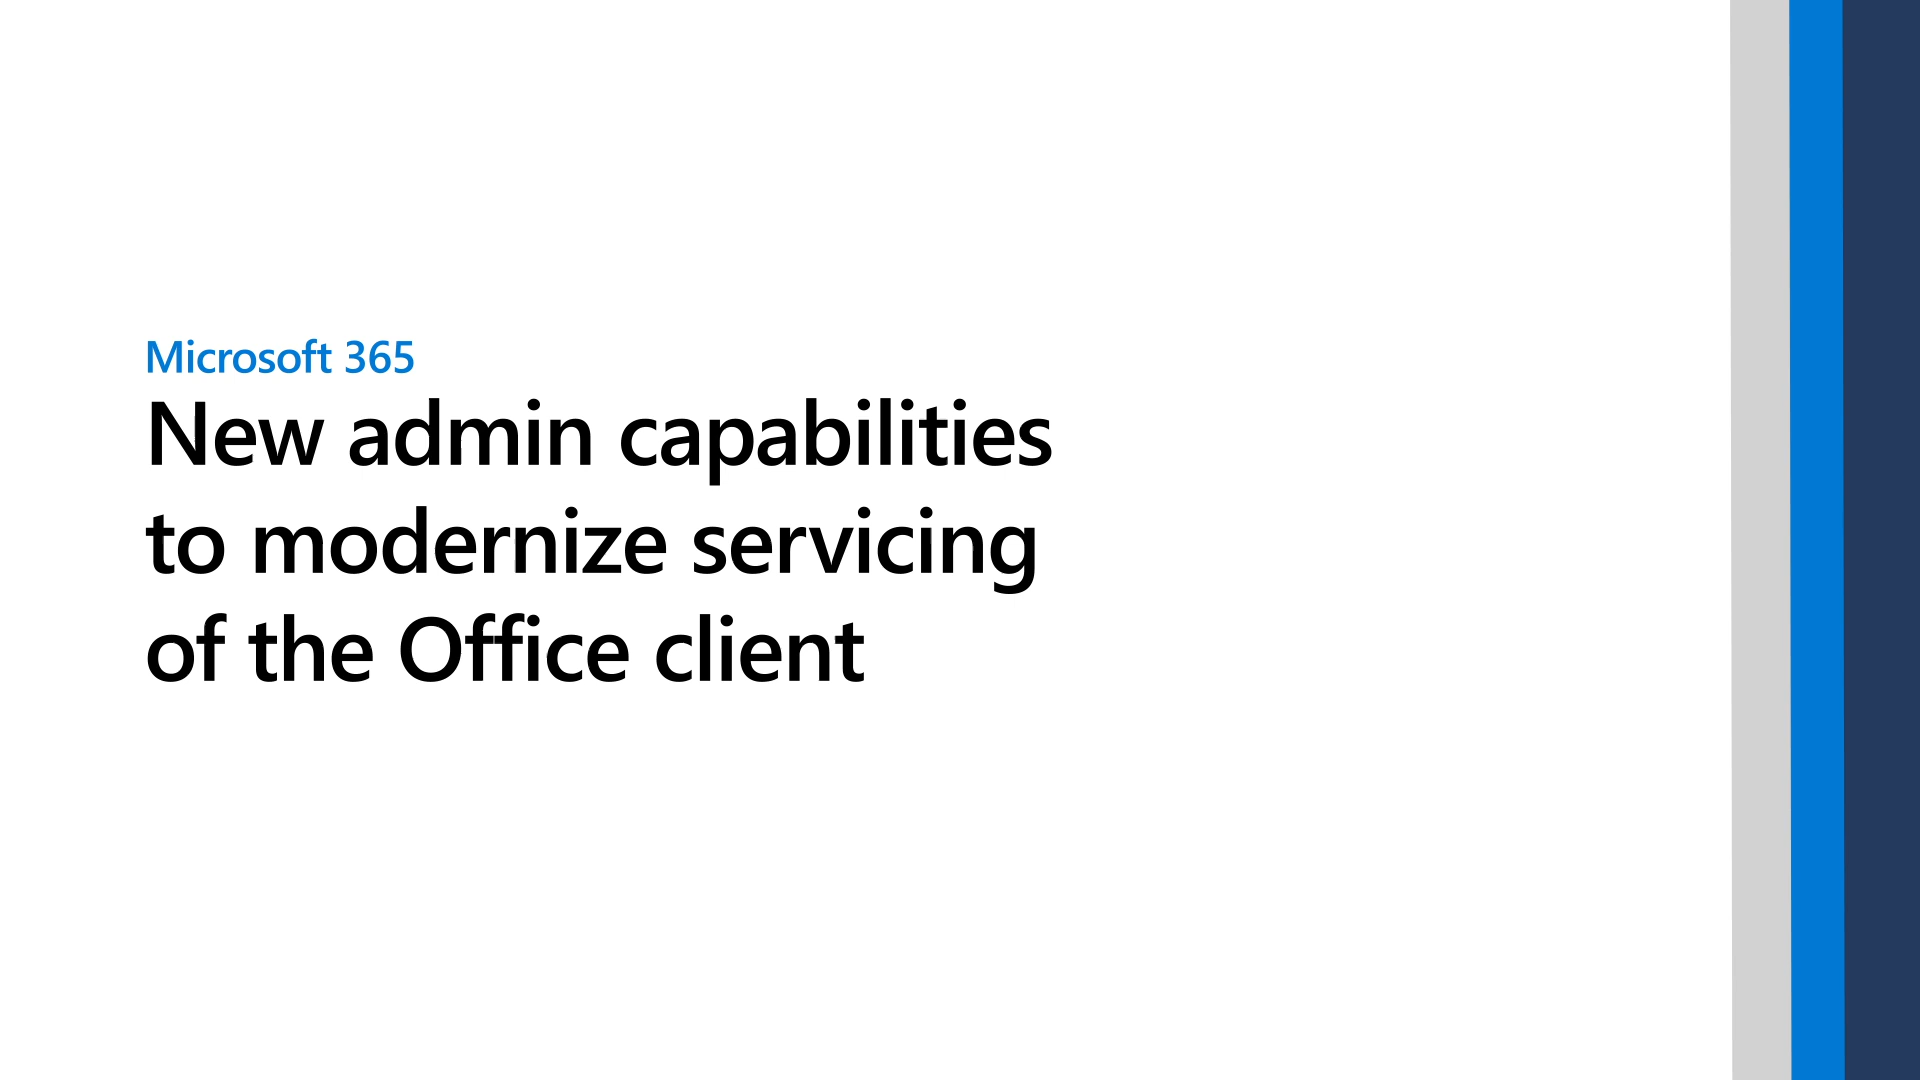 Microsoft 365
New admin capabilities
to modernize servicing
of the Office client